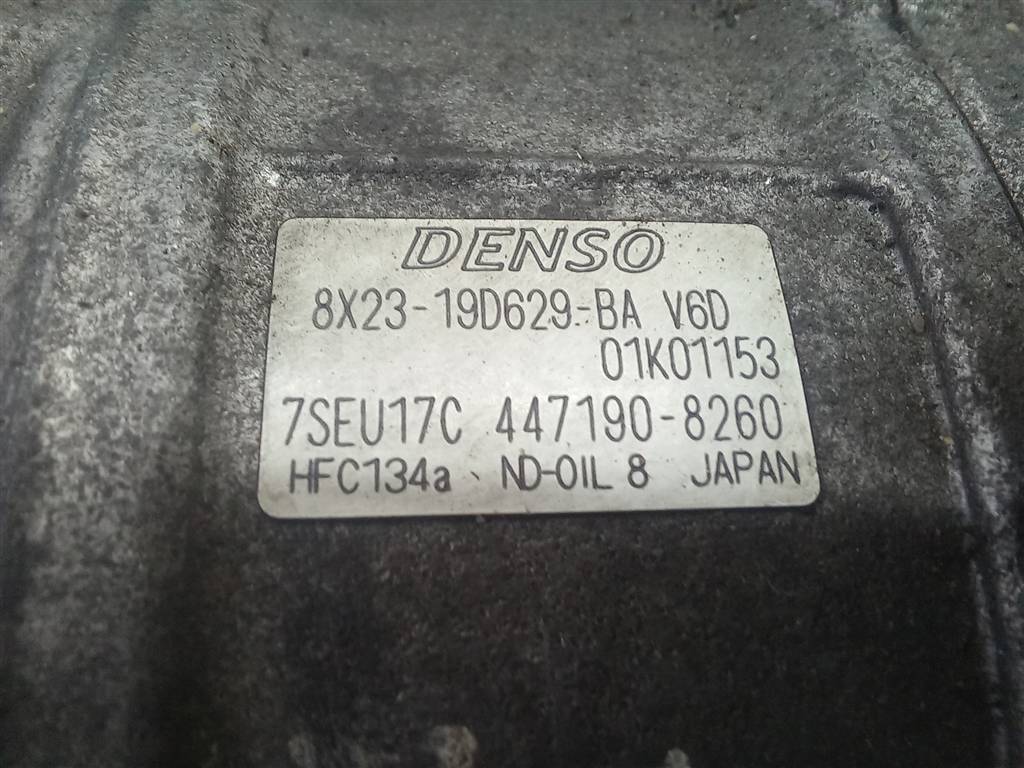 DENSO
8X23-19D629-BA V6D
01K01153
7SEU17C 447190-8260
HFC134a ND-OIL 8 JAPAN